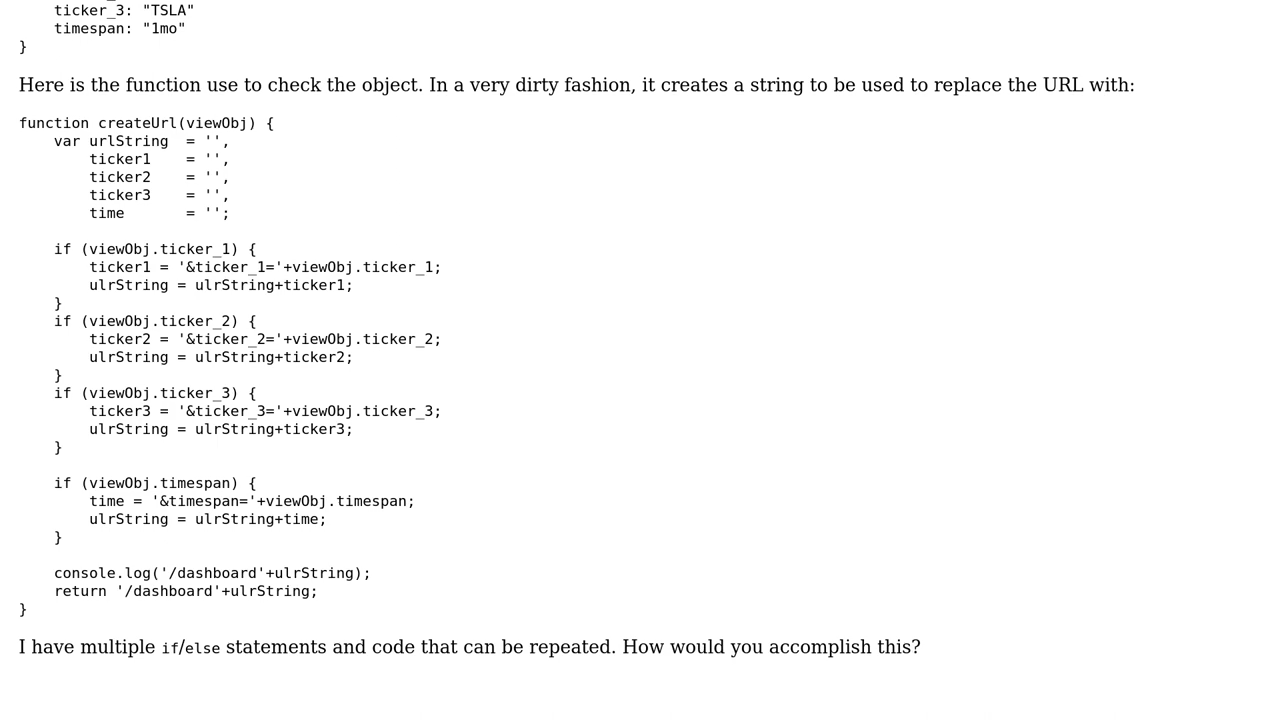 ticker_3: "TSLA"
    timespan: "1mo"
}
Here is the function use to check the object. In a very dirty fashion, it creates a string to be used to replace the URL with:
function createUrl(viewObj) {
    var urlString  = '',
        ticker1    = '',
        ticker2    = '',
        ticker3    = '',
        time       = '';

    if (viewObj.ticker_1) {
        ticker1 = '&ticker_1='+viewObj.ticker_1;
        ulrString = ulrString+ticker1;
    }
    if (viewObj.ticker_2) {
        ticker2 = '&ticker_2='+viewObj.ticker_2;
        ulrString = ulrString+ticker2;
    }
    if (viewObj.ticker_3) {
        ticker3 = '&ticker_3='+viewObj.ticker_3;
        ulrString = ulrString+ticker3;
    }

    if (viewObj.timespan) {
        time = '&timespan='+viewObj.timespan;
        ulrString = ulrString+time;
    }

    console.log('/dashboard'+ulrString);
    return '/dashboard'+ulrString;
}
I have multiple if/else statements and code that can be repeated. How would you accomplish this?